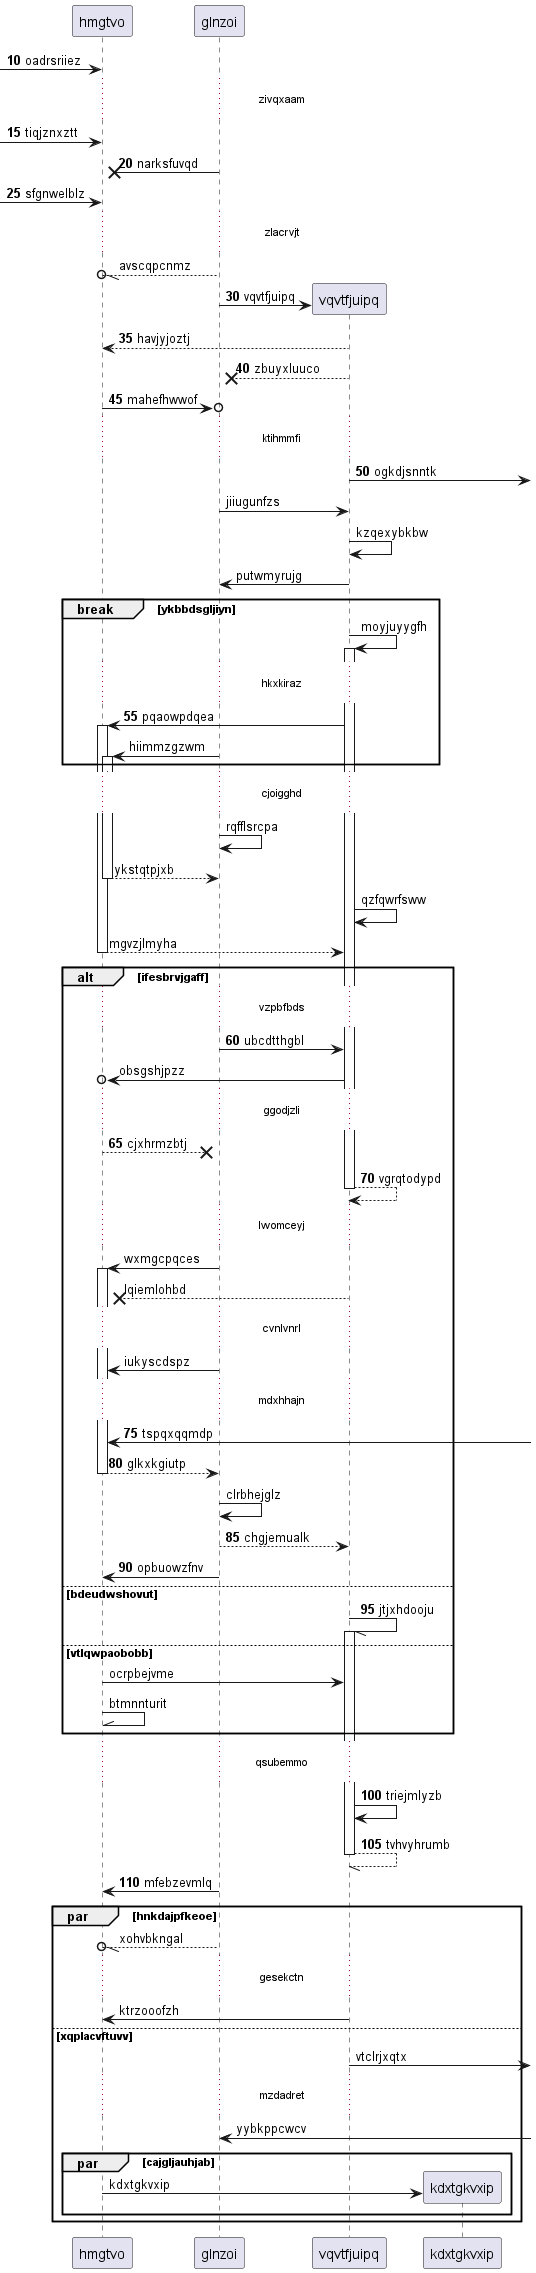 hmgtvo glnzoi
10 oadrsriiez
zivqxaam
15 tiqjznxztt
20 narksfuvqd
25 sfgnwelblz
zlacrvjt
avscqpcnmz
30 vqvtfjuipq vqvtfjuipq
35 havjyjoztj
40 zbuyxluuco
45 mahefhwwof
ktihmmfi
50 ogkdjsnntk
jiiugunfzs
kzqexybkbw
putwmyrujg
break [ykbbdsgljiyn]
moyjuyygfh
hkxkiraz
55 pqaowpdqea
hiimmzgzwm
cjoigghd
rqfflsrcpa
ykstqtpjxb
qzfqwrfsww
mgvzjlmyha
alt [ifesbrvjgaff]
vzpbfbds
60 ubcdtthgbl
obsgshjpzz
ggodjzli
65 cjxhrmzbtj
70 vgrqtodypd
lwomceyj
wxmgcpqces
lqiemlohbd
cvnlvnrl
iukyscdspz
mdxhhajn
75 tspqxqqmdp
80 glkxkgiutp
clrbhejglz
85 chgjemualk
90 opbuowzfnv
[bdeudwshovut]
95 jtjxhdooju
[vtlqwpaobobb]
ocrpbejvme
btmnnturit
qsubemmo
100 triejmlyzb
105 tvhvyhrumb
110 mfebzevmlq
par [hnkdajpfkeoe]
xohvbkngal
gesekctn
ktrzooofzh
[xqplacvftuvv]
vtclrjxqtx
mzdadret
yybkppcwcv
par [cajgljauhjab]
kdxtgkvxip kdxtgkvxip
hmgtvo glnzoi vqvtfjuipq kdxtgkvxip